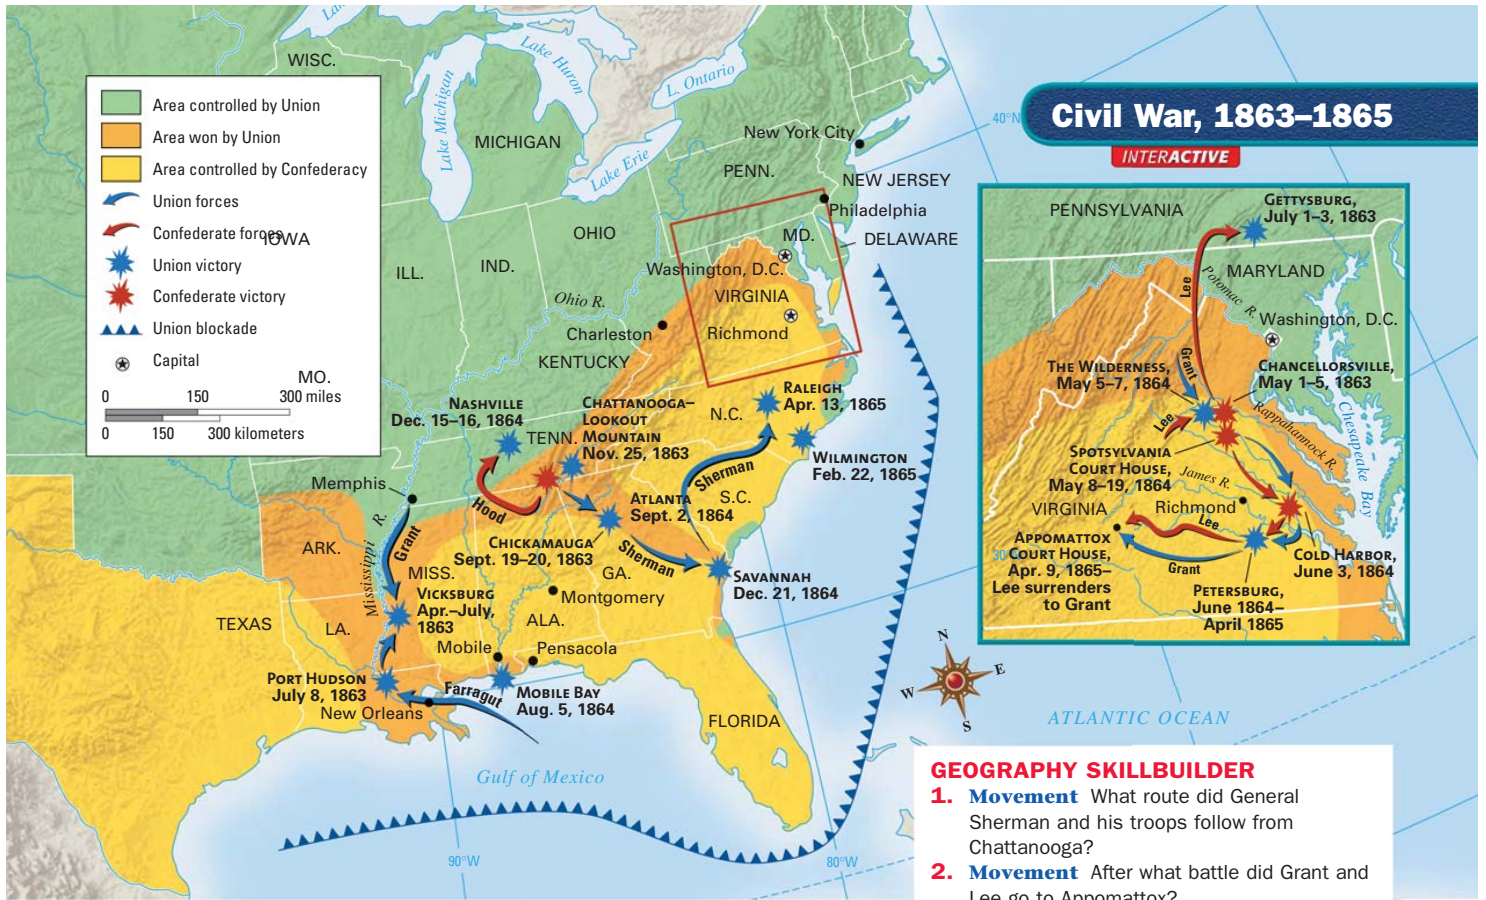 Civil War, 1863–1865
INTERACTIVE
Area controlled by Union
Area won by Union
Area controlled by Confederacy
Union forces
Confederate forces
Union victory
Confederate victory
Union blockade
Capital
0 150 300 miles
0 150 300 kilometers
WISC.
Lake Michigan
Lake Huron
L. Ontario
Lake Erie
MICHIGAN
IOWA
MO.
ILL.
IND.
OHIO
PENN.
New York City
NEW JERSEY
Philadelphia
MD.
DELAWARE
Washington, D.C.
VIRGINIA
Richmond
Ohio R.
Charleston
KENTUCKY
NASHVILLE
Dec. 15–16, 1864
TENN.
CHATTANOOGA–
LOOKOUT
MOUNTAIN
Nov. 25, 1863
N.C.
RALEIGH
Apr. 13, 1865
WILMINGTON
Feb. 22, 1865
Sherman
S.C.
Memphis
Hood
ATLANTA
Sept. 2, 1864
CHICKAMAUGA
Sept. 19–20, 1863
Sherman
GA.
SAVANNAH
Dec. 21, 1864
ARK.
Mississippi R.
Grant
MISS.
VICKSBURG
Apr.–July,
1863
Montgomery
ALA.
TEXAS
LA.
Mobile
Pensacola
PORT HUDSON
July 8, 1863
New Orleans
Farragut
MOBILE BAY
Aug. 5, 1864
FLORIDA
Gulf of Mexico
ATLANTIC OCEAN
40°N
30°
90°W
80°W
N
E
S
W
PENNSYLVANIA
GETTYSBURG,
July 1–3, 1863
MARYLAND
Lee
Potomac R.
Washington, D.C.
Grant
THE WILDERNESS,
May 5–7, 1864
CHANCELLORSVILLE,
May 1–5, 1863
Lee
Rappahannock R.
Chesapeake Bay
SPOTSYLVANIA
COURT HOUSE,
May 8–19, 1864
James R.
VIRGINIA
Richmond
Lee
APPOMATTOX
COURT HOUSE,
Apr. 9, 1865–
Lee surrenders
to Grant
Grant
COLD HARBOR,
June 3, 1864
PETERSBURG,
June 1864–
April 1865
GEOGRAPHY SKILLBUILDER
1. Movement What route did General
Sherman and his troops follow from
Chattanooga?
2. Movement After what battle did Grant and
Lee go to Appomattox?